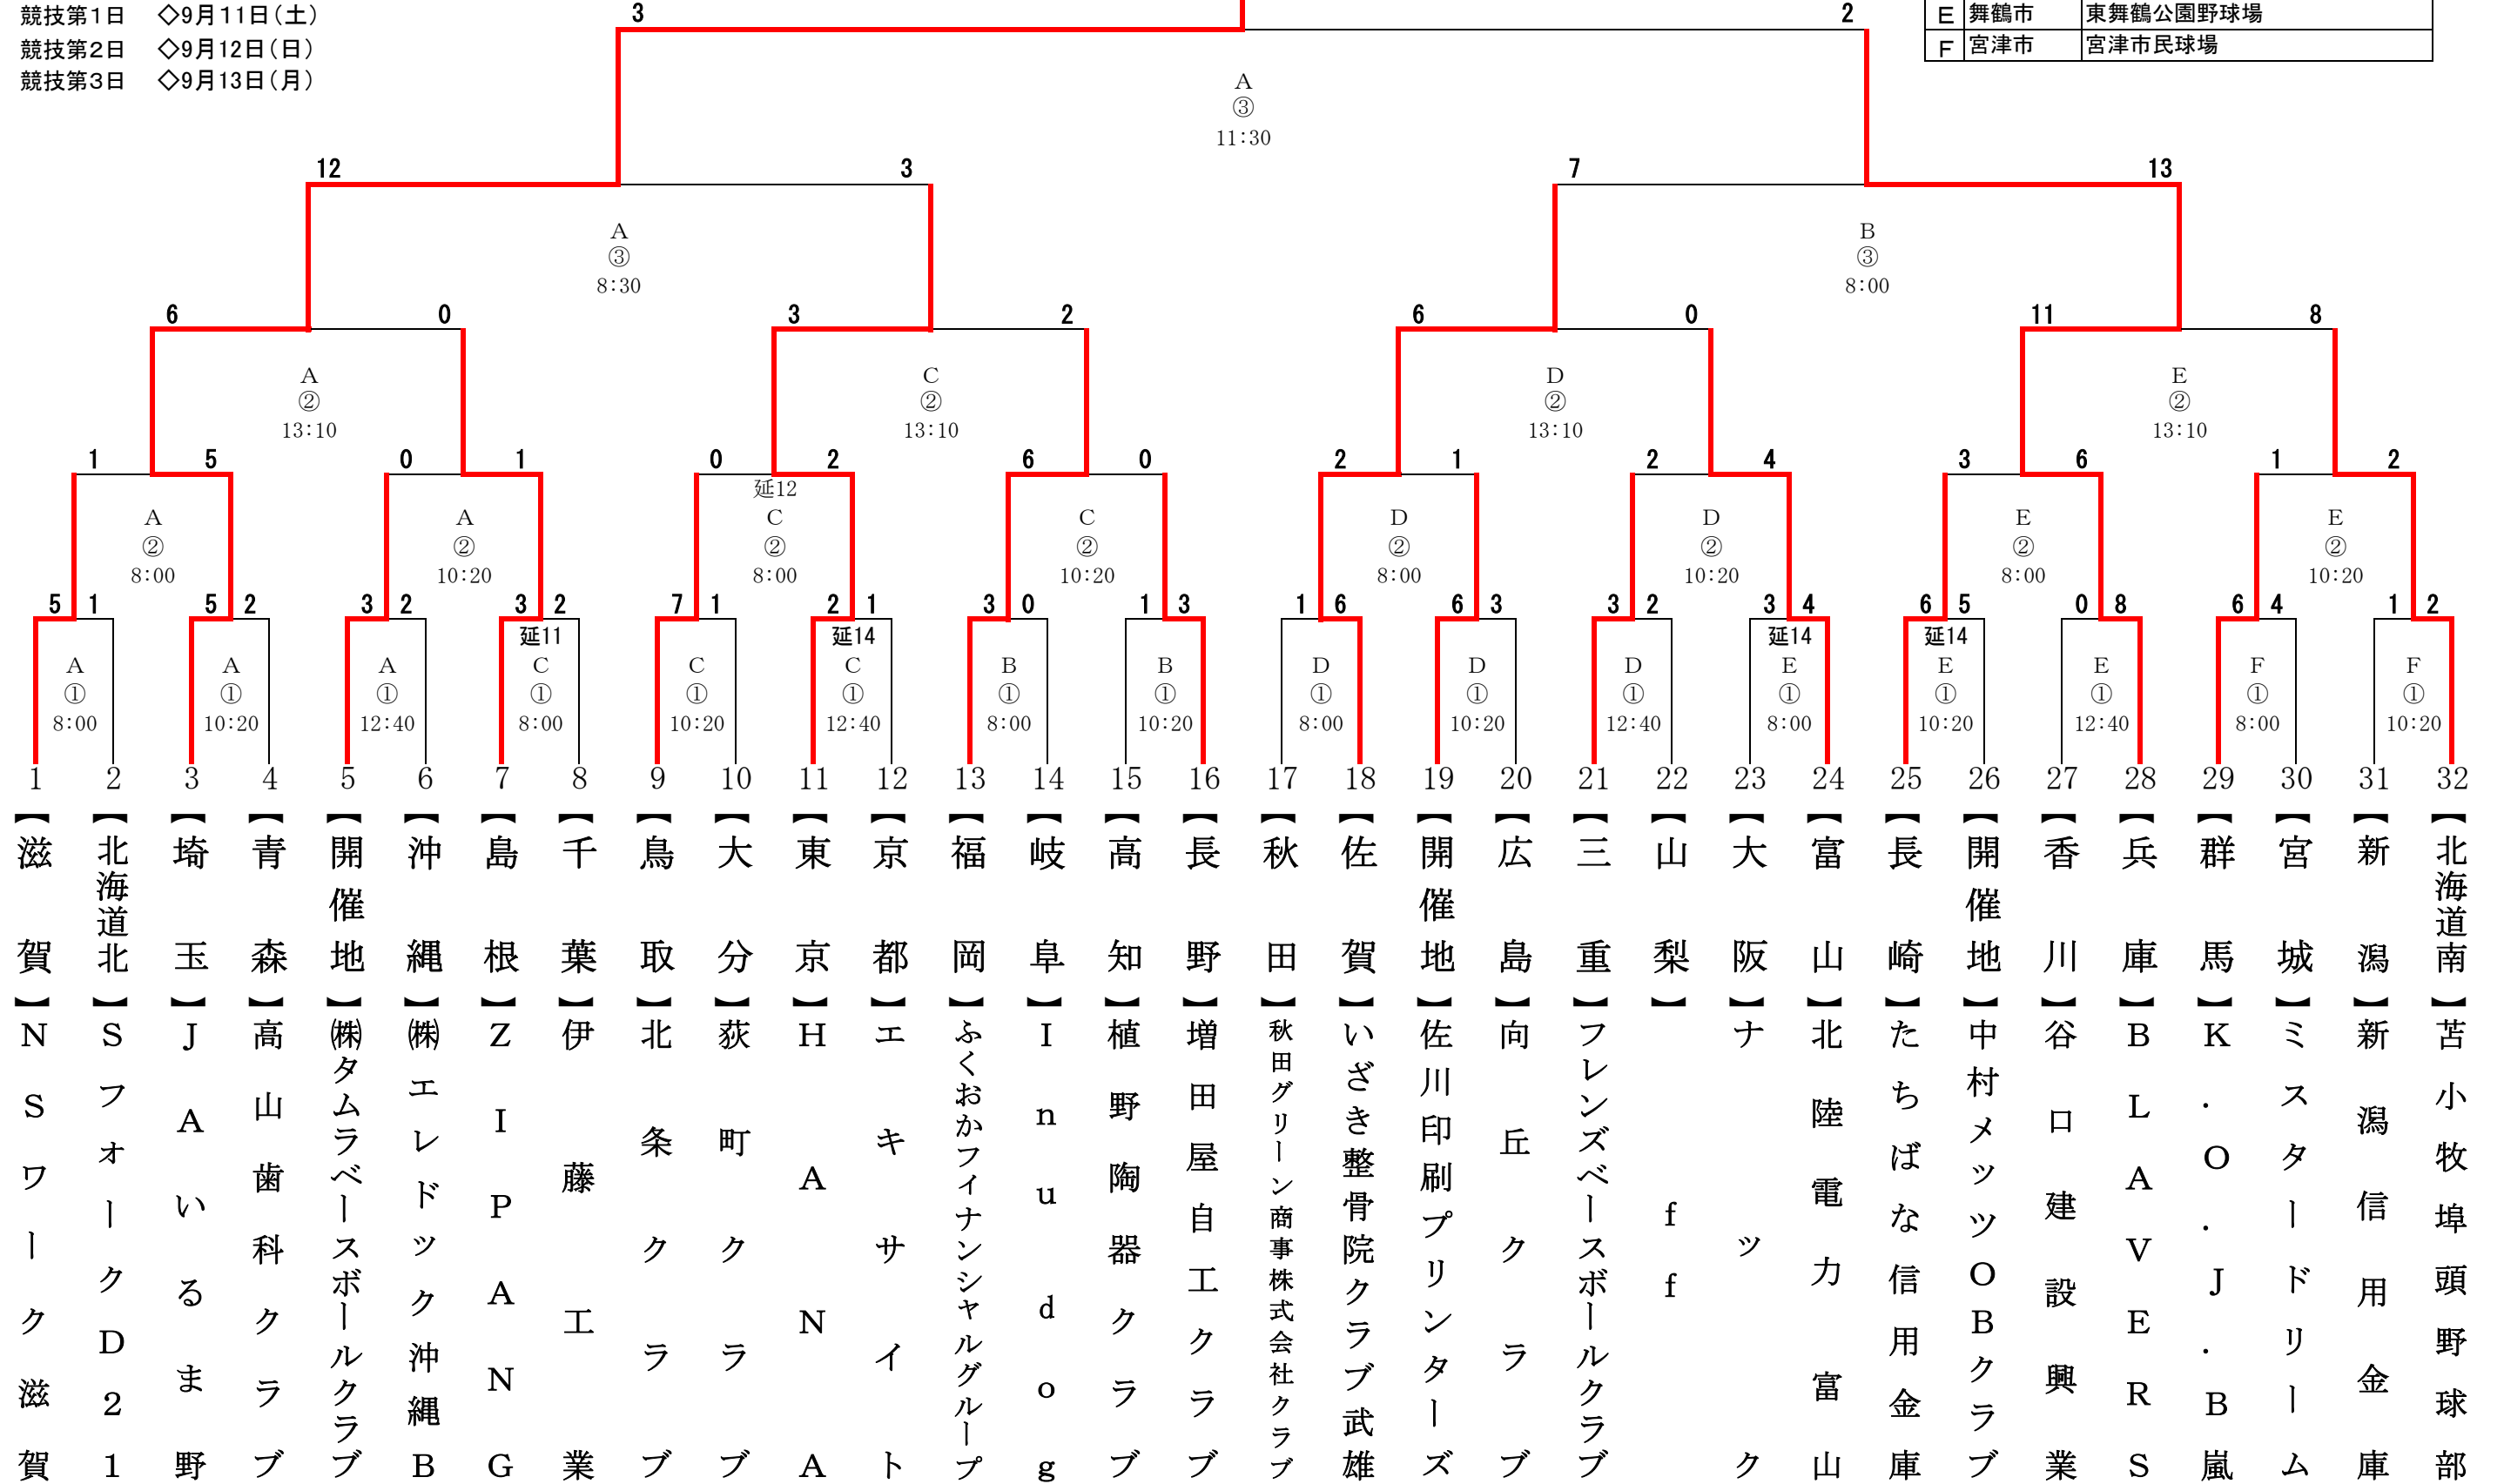 競技第1日 ◇9月11日(土)
競技第2日 ◇9月12日(日)
競技第3日 ◇9月13日(月)
E 舞鶴市 東舞鶴公園野球場
F 宮津市 宮津市民球場
3 2
A
③
11:30
12 3 7 13
A B
③ ③
8:30 8:00
6 0 3 2 6 0 11 8
A C D E
② ② ② ②
13:10 13:10 13:10 13:10
1 5 0 1 0 2 6 0 2 1 2 4 3 6 1 2
延12
A A C C D D E E
② ② ② ② ② ② ② ②
8:00 10:20 8:00 10:20 8:00 10:20 8:00 10:20
5 1 5 2 3 2 3 2 7 1 2 1 3 0 1 3 1 6 6 3 3 2 3 4 6 5 0 8 6 4 1 2
延11 延14 延14 延14
A A A C C C B B D D D E E E F F
① ① ① ① ① ① ① ① ① ① ① ① ① ① ① ①
8:00 10:20 12:40 8:00 10:20 12:40 8:00 10:20 8:00 10:20 12:40 8:00 10:20 12:40 8:00 10:20
1 【滋賀】 NSワーク滋賀
2 【北海道北】 SフォークD21
3 【埼玉】 JAいるま野
4 【青森】 高山歯科クラブ
5 【開催地】 ㈱タムラベースボールクラブ
6 【沖縄】 ㈱エレドック沖縄B
7 【島根】 ZIPANG
8 【千葉】 伊藤工業
9 【鳥取】 北条クラブ
10 【大分】 荻町クラブ
11 【東京】 HANA
12 【京都】 エキサイト
13 【福岡】 ふくおかフィナンシャルグループ
14 【岐阜】 Inudog
15 【高知】 植野陶器クラブ
16 【長野】 増田屋自工クラブ
17 【秋田】 秋田グリーン商事株式会社クラブ
18 【佐賀】 いざき整骨院クラブ武雄
19 【開催地】 佐川印刷プリンターズ
20 【広島】 向丘クラブ
21 【三重】 フレンズベースボールクラブ
22 【山梨】 ff
23 【大阪】 ナック
24 【富山】 北陸電力富山
25 【長崎】 たちばな信用金庫
26 【開催地】 中村メッツOBクラブ
27 【香川】 谷口建設興業
28 【兵庫】 BLAVERS
29 【群馬】 K.O.J.B嵐
30 【宮城】 ミスタードリーム
31 【新潟】 新潟信用金庫
32 【北海道南】 苫小牧埠頭野球部